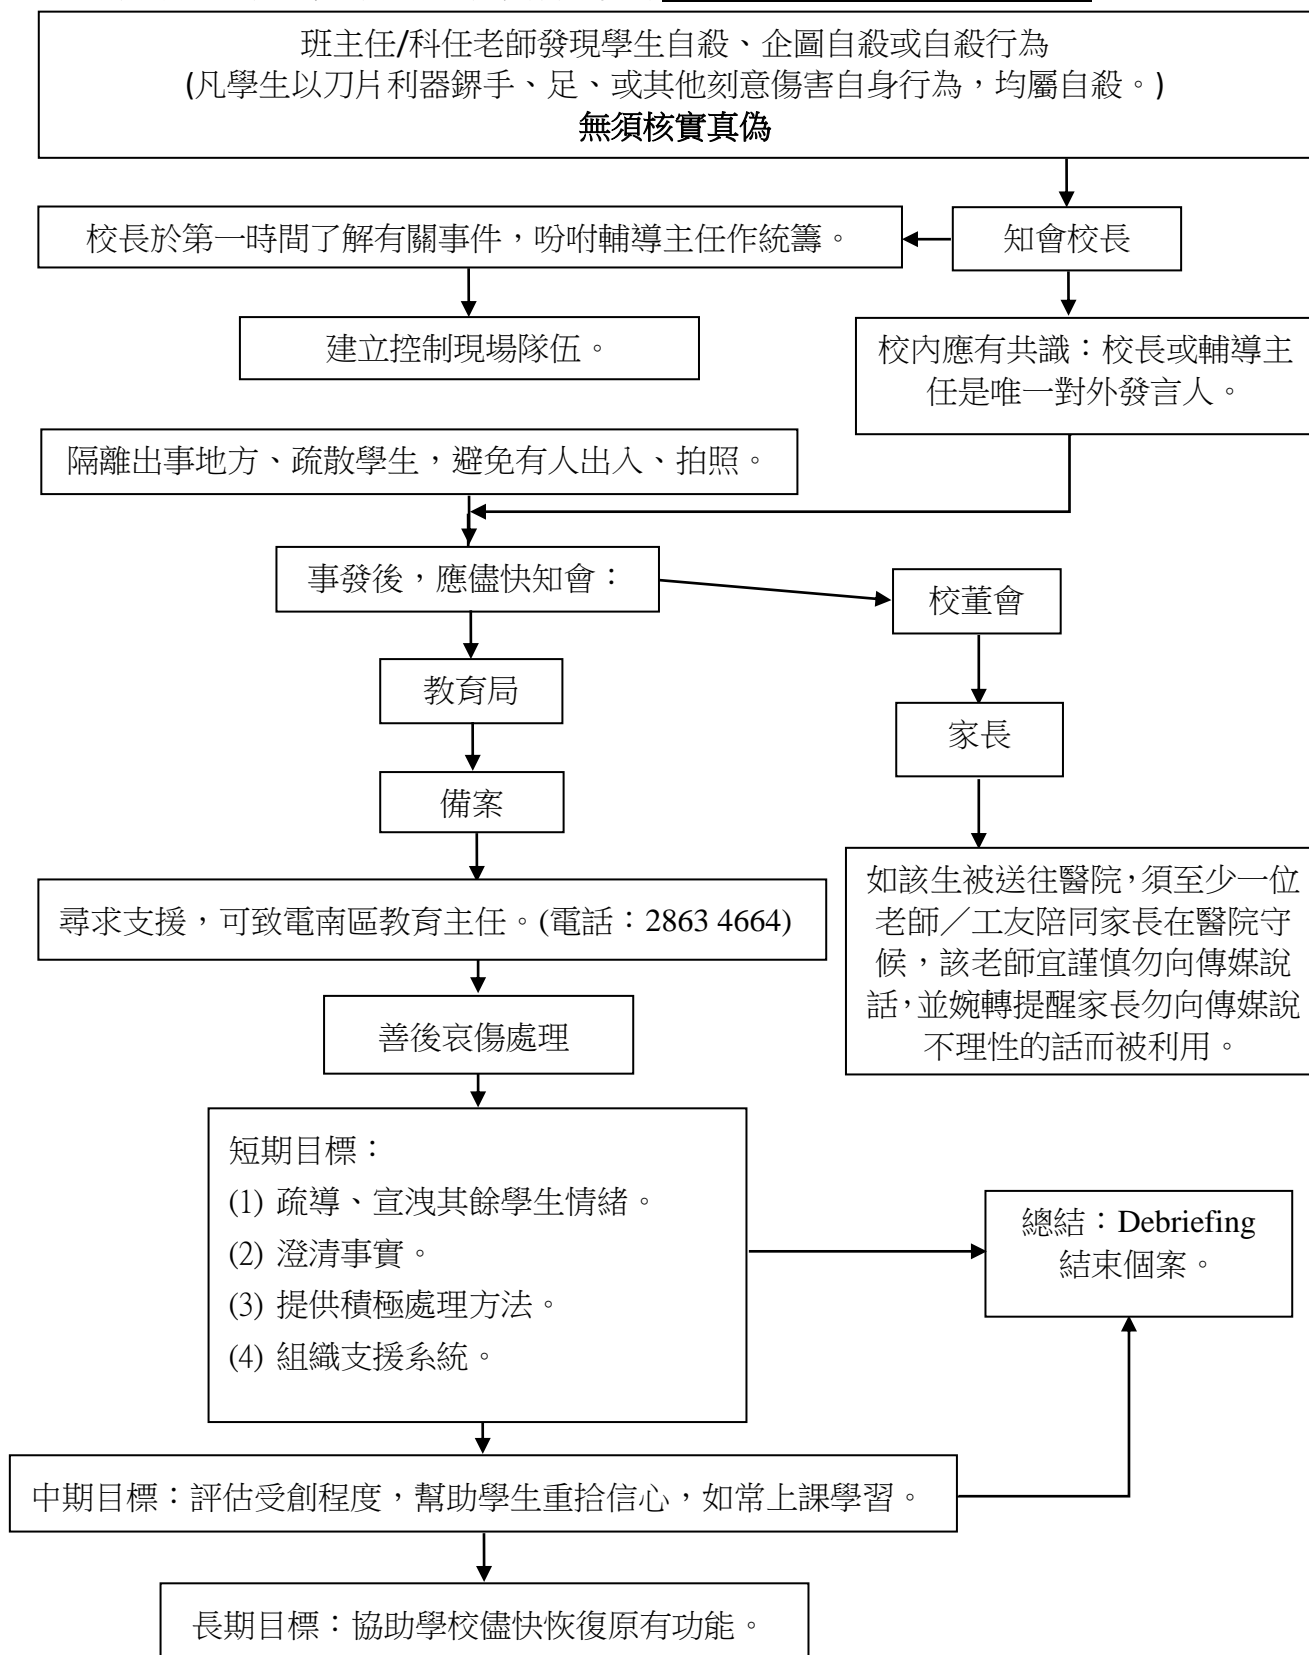 班主任/科任老師發現學生自殺、企圖自殺或自殺行為
(凡學生以刀片利器鎅手、足、或其他刻意傷害自身行為，均屬自殺。)
無須核實真偽
校長於第一時間了解有關事件，吩咐輔導主任作統籌。
知會校長
建立控制現場隊伍。
校內應有共識：校長或輔導主
任是唯一對外發言人。
隔離出事地方、疏散學生，避免有人出入、拍照。
事發後，應儘快知會：
校董會
教育局
家長
備案
如該生被送往醫院，須至少一位
老師／工友陪同家長在醫院守
候，該老師宜謹慎勿向傳媒說
話，並婉轉提醒家長勿向傳媒說
不理性的話而被利用。
尋求支援，可致電南區教育主任。(電話：2863 4664)
善後哀傷處理
短期目標：
(1) 疏導、宣洩其餘學生情緒。
(2) 澄清事實。
(3) 提供積極處理方法。
(4) 組織支援系統。
總結：Debriefing
結束個案。
中期目標：評估受創程度，幫助學生重拾信心，如常上課學習。
長期目標：協助學校儘快恢復原有功能。